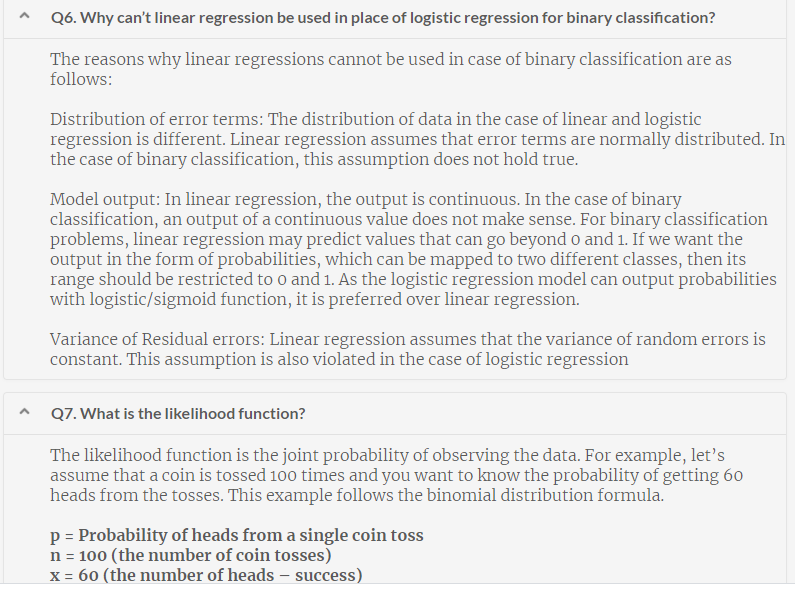 Q6. Why can’t linear regression be used in place of logistic regression for binary classification?
The reasons why linear regressions cannot be used in case of binary classification are as
follows:
Distribution of error terms: The distribution of data in the case of linear and logistic
regression is different. Linear regression assumes that error terms are normally distributed. In
the case of binary classification, this assumption does not hold true.
Model output: In linear regression, the output is continuous. In the case of binary
classification, an output of a continuous value does not make sense. For binary classification
problems, linear regression may predict values that can go beyond 0 and 1. If we want the
output in the form of probabilities, which can be mapped to two different classes, then its
range should be restricted to 0 and 1. As the logistic regression model can output probabilities
with logistic/sigmoid function, it is preferred over linear regression.
Variance of Residual errors: Linear regression assumes that the variance of random errors is
constant. This assumption is also violated in the case of logistic regression
Q7. What is the likelihood function?
The likelihood function is the joint probability of observing the data. For example, let’s
assume that a coin is tossed 100 times and you want to know the probability of getting 60
heads from the tosses. This example follows the binomial distribution formula.
p = Probability of heads from a single coin toss
n = 100 (the number of coin tosses)
x = 60 (the number of heads – success)